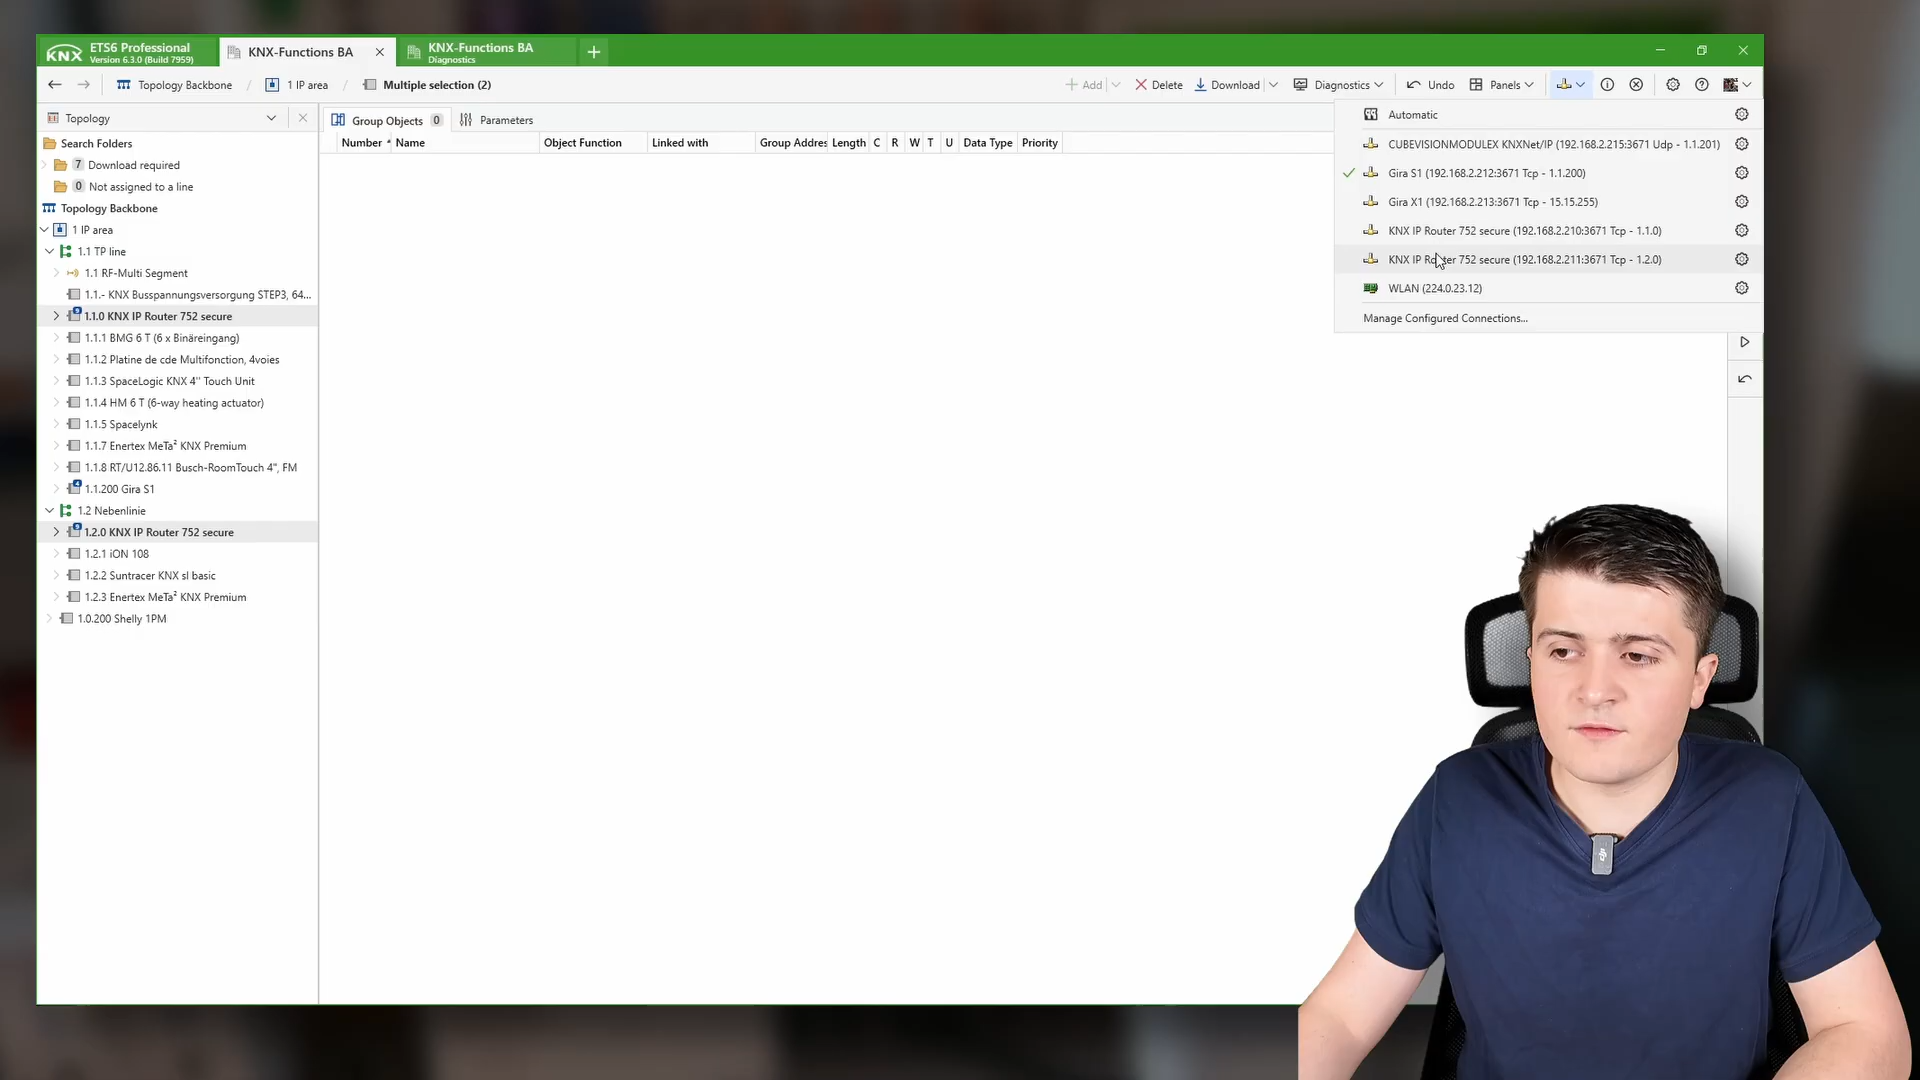 KNX ETS6 Professional
Version 6.3.0 (Build 7959)
KNX-Functions BA
KNX-Functions BA
Diagnostics
Topology Backbone
1 IP area
Multiple selection (2)
Add
Delete
Download
Diagnostics
Undo
Panels
Topology
Search Folders
7 Download required
0 Not assigned to a line
Topology Backbone
1 IP area
1.1 TP line
1.1 RF-Multi Segment
1.1.- KNX Busspannungsversorgung STEP3, 64...
1.1.0 KNX IP Router 752 secure
1.1.1 BMG 6 T (6 x Binäreingang)
1.1.2 Platine de cde Multifonction, 4voies
1.1.3 SpaceLogic KNX 4" Touch Unit
1.1.4 HM 6 T (6-way heating actuator)
1.1.5 Spacelynk
1.1.7 Enertex MeTa² KNX Premium
1.1.8 RT/U12.86.11 Busch-RoomTouch 4", FM
1.1.200 Gira S1
1.2 Nebenlinie
1.2.0 KNX IP Router 752 secure
1.2.1 iON 108
1.2.2 Suntracer KNX sl basic
1.2.3 Enertex MeTa² KNX Premium
1.0.200 Shelly 1PM
Group Objects 0
Parameters
Number Name Object Function Linked with Group Addres Length C R W T U Data Type Priority
Automatic
CUBEVISIONMODULEX KNXNet/IP (192.168.2.215:3671 Udp - 1.1.201)
Gira S1 (192.168.2.212:3671 Tcp - 1.1.200)
Gira X1 (192.168.2.213:3671 Tcp - 15.15.255)
KNX IP Router 752 secure (192.168.2.210:3671 Tcp - 1.1.0)
KNX IP Router 752 secure (192.168.2.211:3671 Tcp - 1.2.0)
WLAN (224.0.23.12)
Manage Configured Connections...